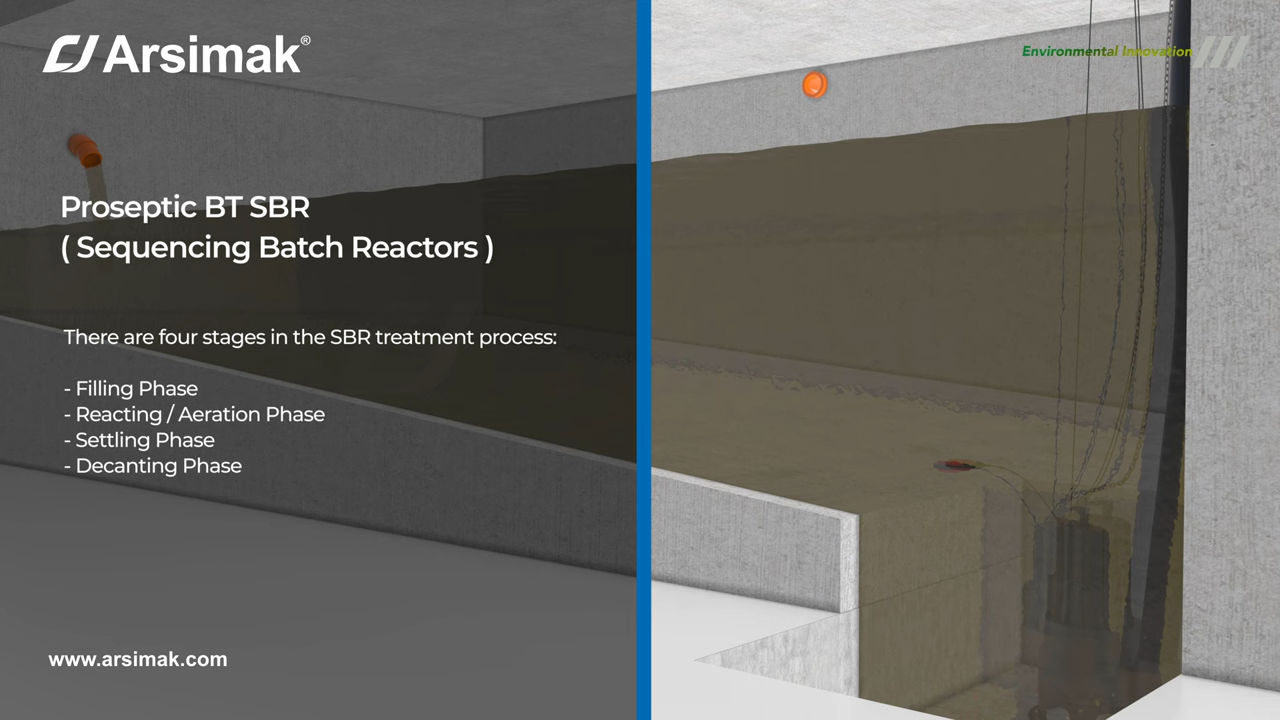 Arsimak®
Environmental Innovation
Proseptic BT SBR
( Sequencing Batch Reactors )
There are four stages in the SBR treatment process:
- Filling Phase
- Reacting / Aeration Phase
- Settling Phase
- Decanting Phase
www.arsimak.com